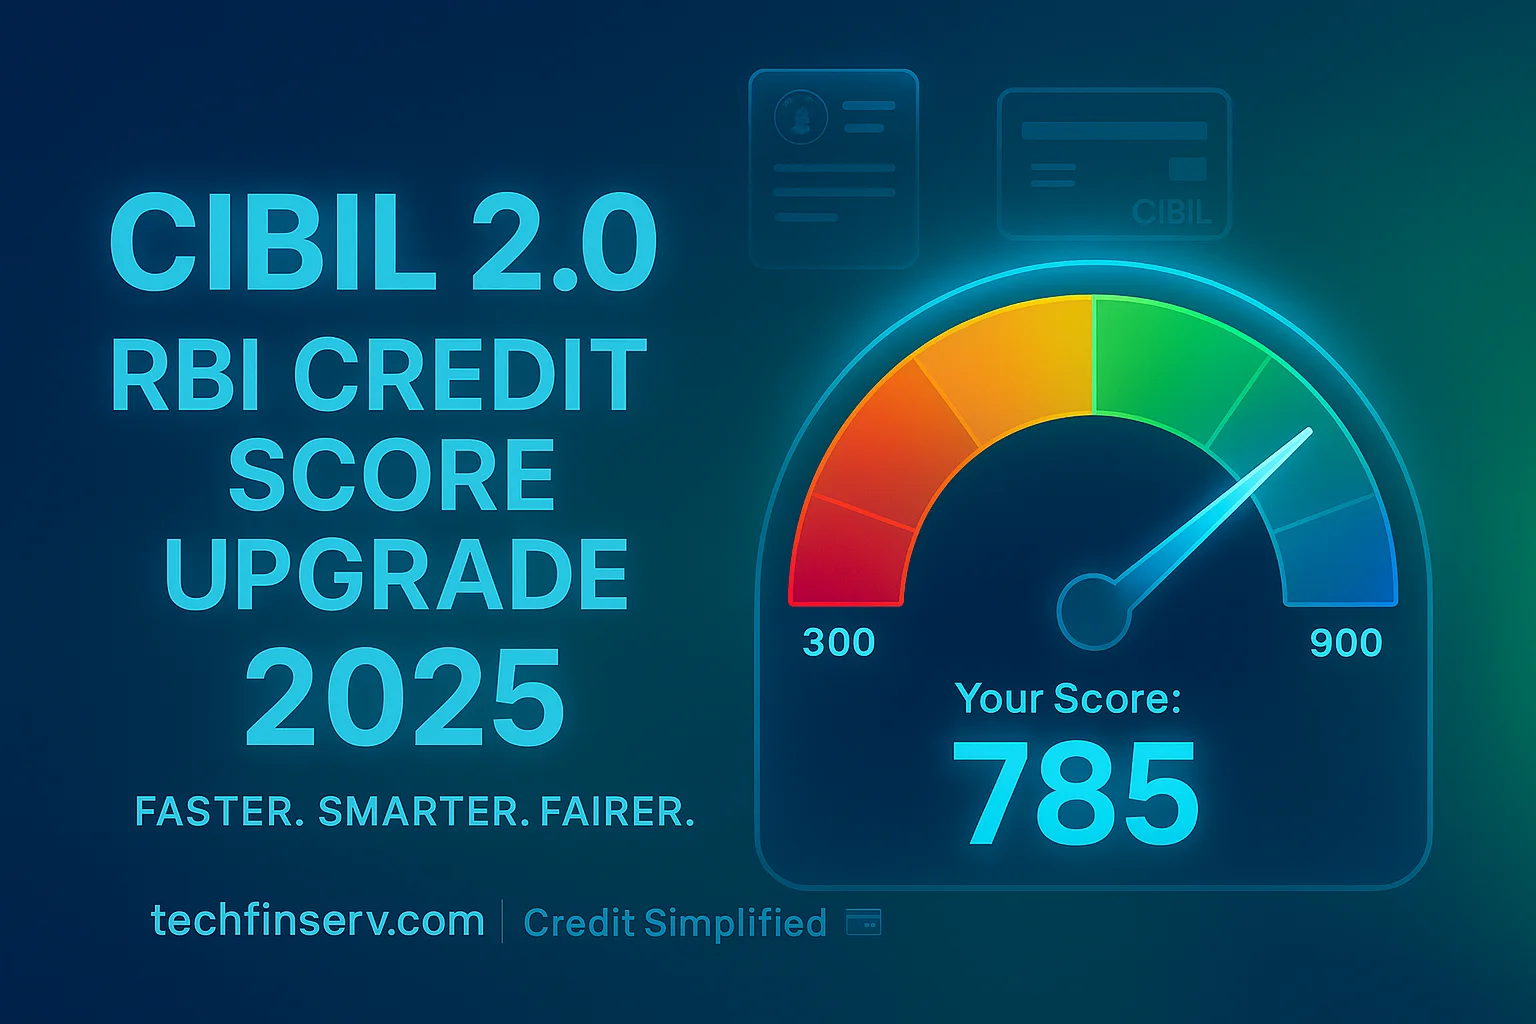 CIBIL 2.0
RBI CREDIT
SCORE
UPGRADE
2025
FASTER. SMARTER. FAIRER.
techfinserv.com
Credit Simplified
CIBIL
300
900
Your Score:
785